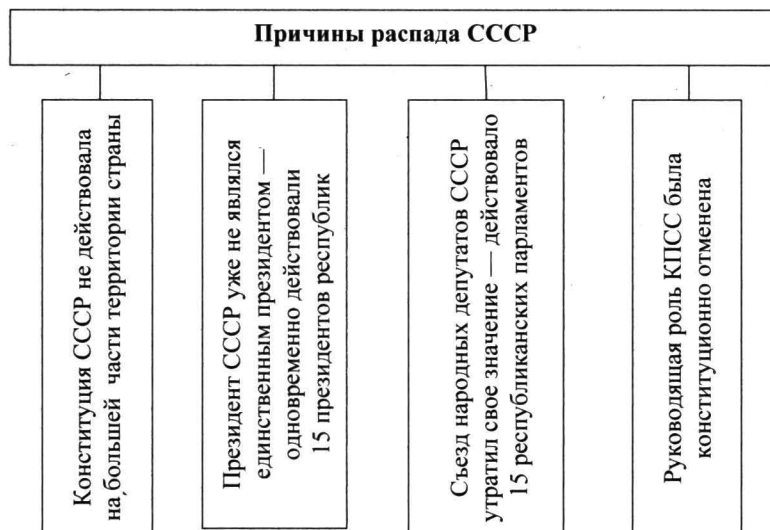 Причины распада СССР
Конституция СССР не действовала
на большей части территории страны
Президент СССР уже не являлся
единственным президентом —
одновременно действовали
15 президентов республик
Съезд народных депутатов СССР
утратил свое значение — действовало
15 республиканских парламентов
Руководящая роль КПСС была
конституционно отменена